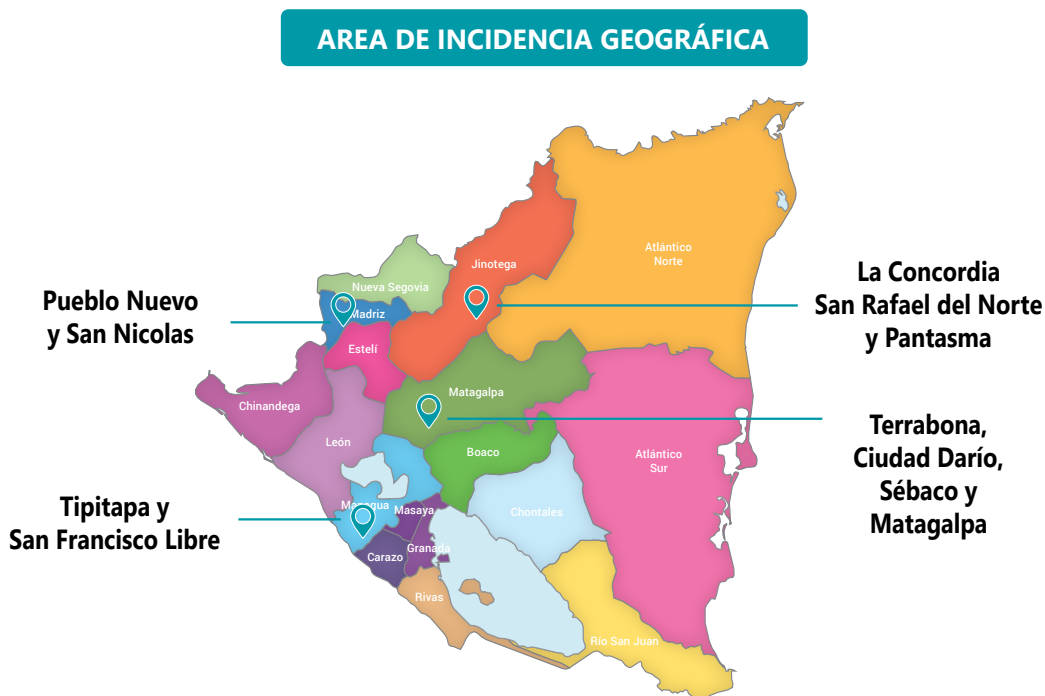 AREA DE INCIDENCIA GEOGRÁFICA
Atlántico
Norte
Jinotega
Nueva Segovia
Madriz
Estelí
Matagalpa
Chinandega
León
Boaco
Atlántico
Sur
Managua
Masaya
Chontales
Carazo
Granada
Rivas
Río San Juan
Pueblo Nuevo
y San Nicolas
Tipitapa y
San Francisco Libre
La Concordia
San Rafael del Norte
y Pantasma
Terrabona,
Ciudad Darío,
Sébaco y
Matagalpa